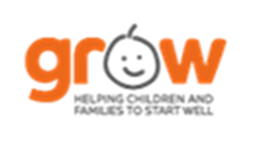 grow
HELPING CHILDREN AND
FAMILIES TO START WELL